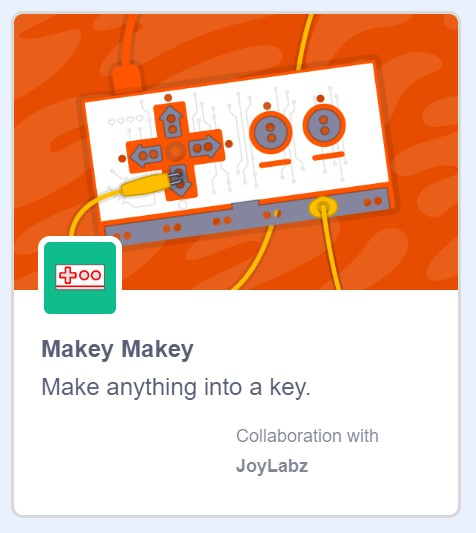 Makey Makey
Make anything into a key.
Collaboration with
JoyLabz